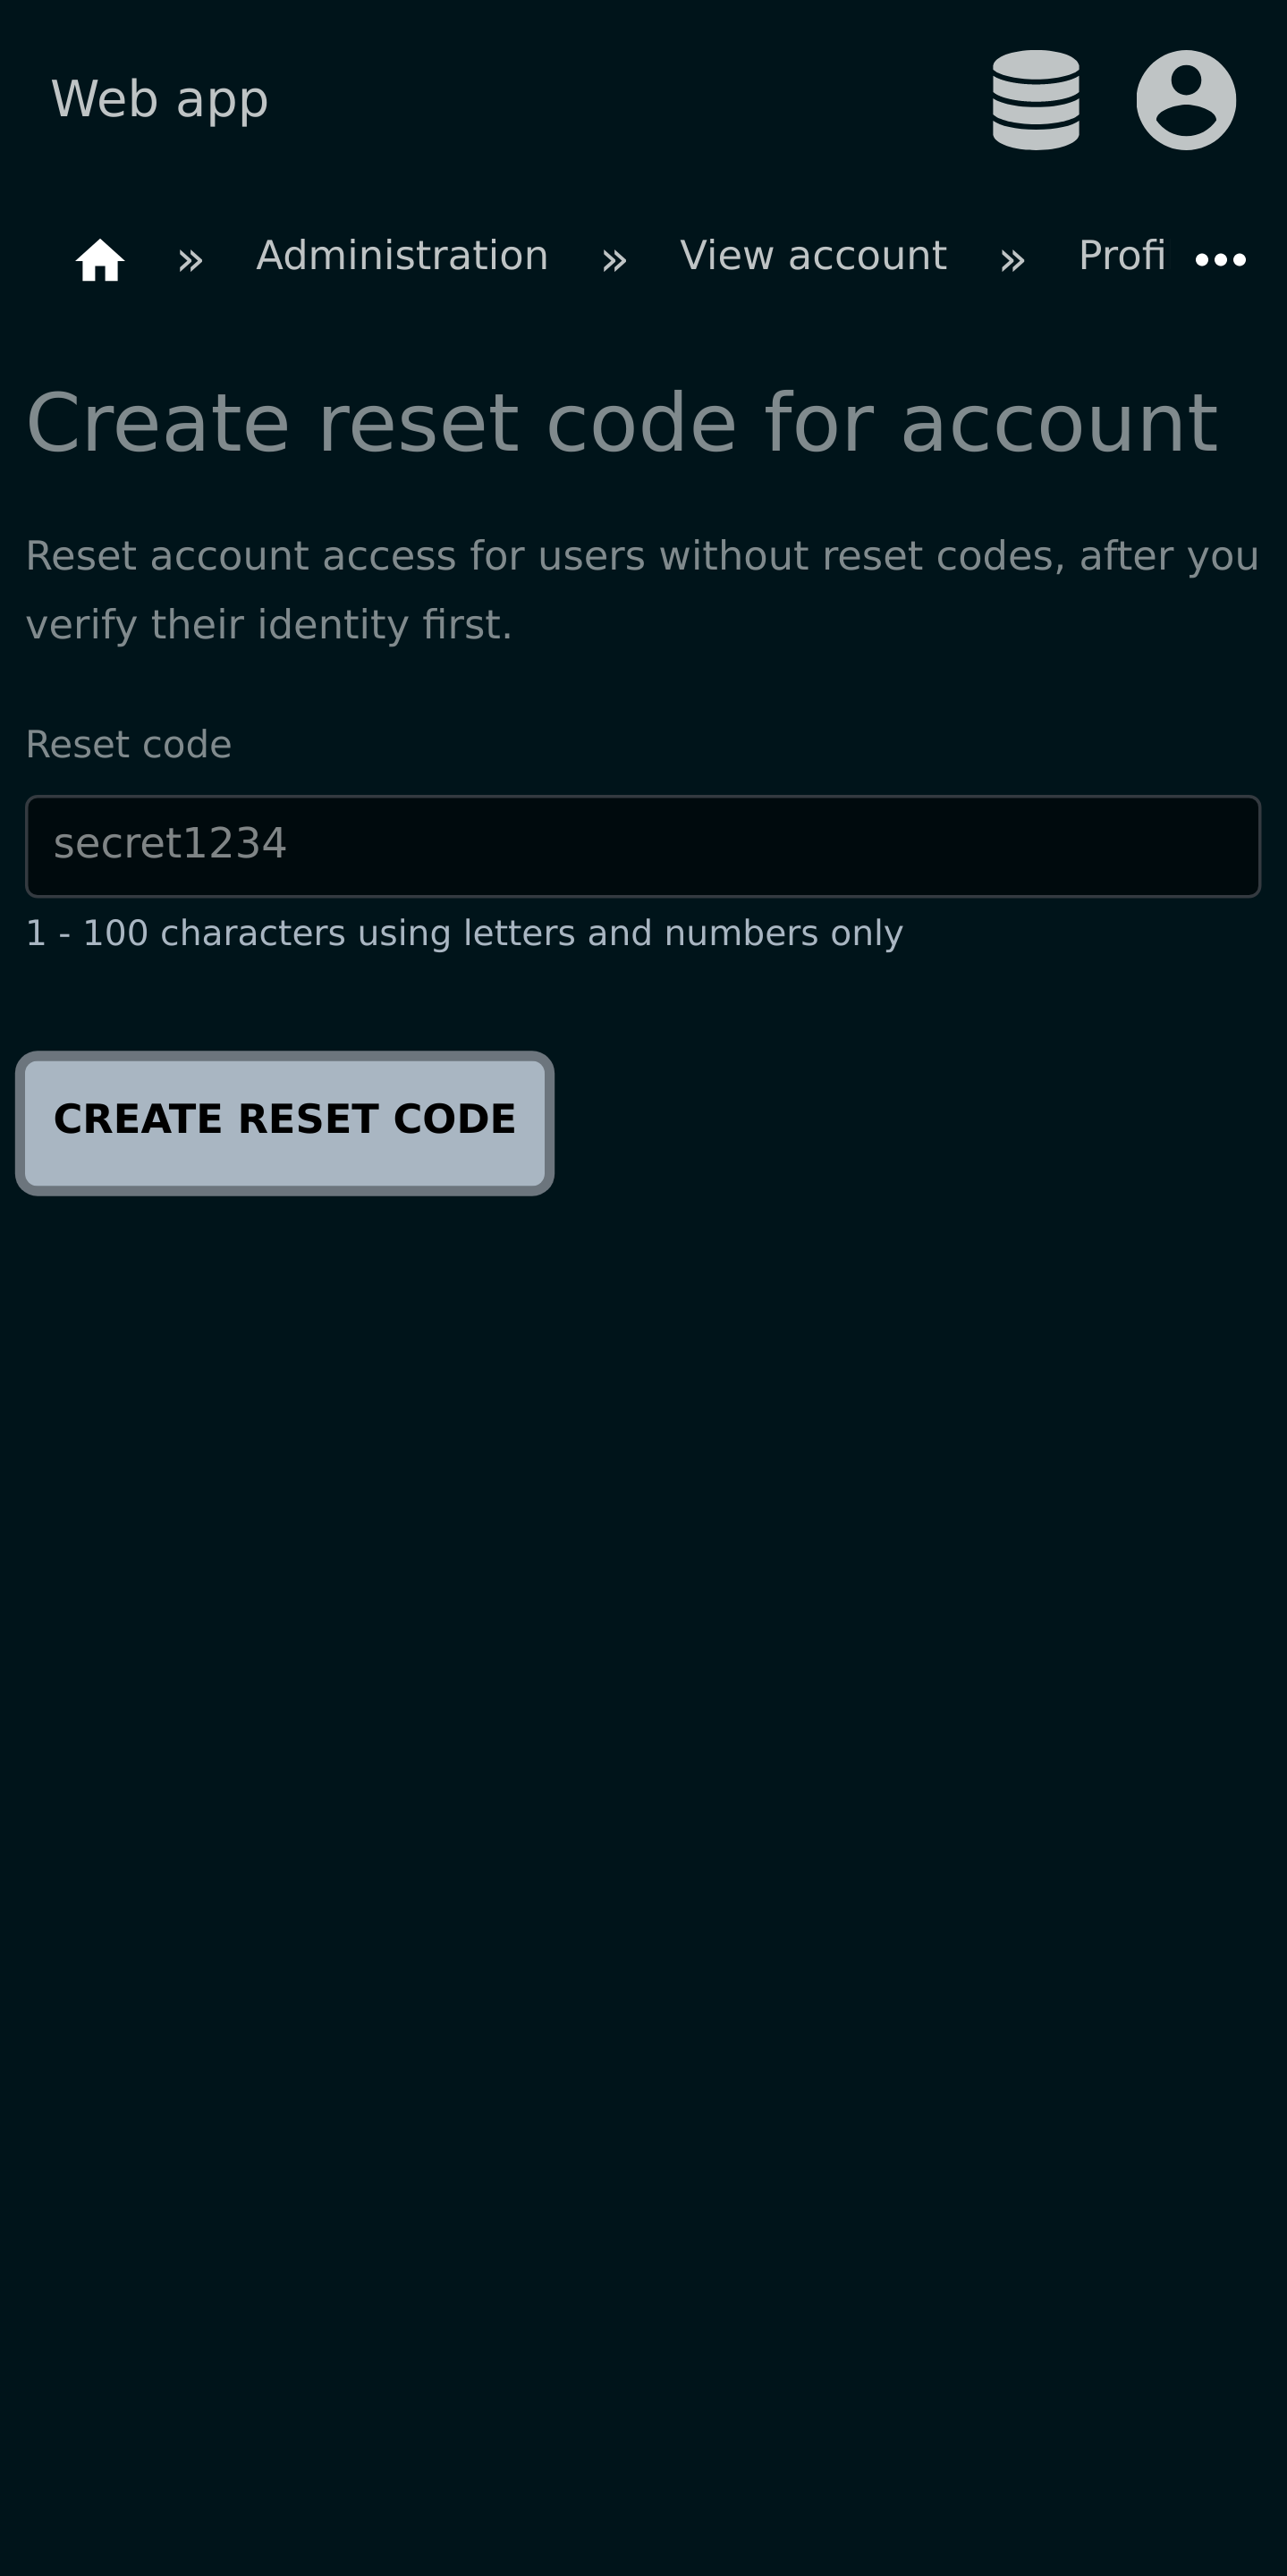 Web app
» Administration » View account » Profi •••
Create reset code for account
Reset account access for users without reset codes, after you
verify their identity first.
Reset code
secret1234
1 - 100 characters using letters and numbers only
CREATE RESET CODE